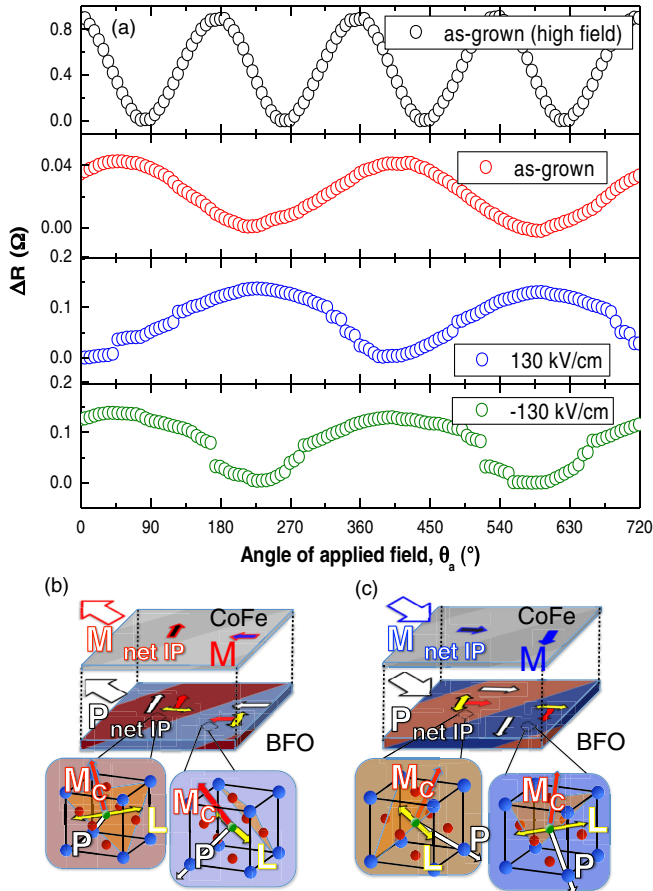 (a)
as-grown (high field)
0.8
0.4
0.0
as-grown
0.04
0.00
0.2
130 kV/cm
0.1
0.0
0.2
-130 kV/cm
0.1
0.0
ΔR (Ω)
0 90 180 270 360 450 540 630 720
Angle of applied field, θa (°)
(b)
CoFe
M net IP
M
P net IP
BFO
MC
P
L
MC
P
L
(c)
CoFe
M net IP
M
P net IP
BFO
MC
L
P
MC
L
P